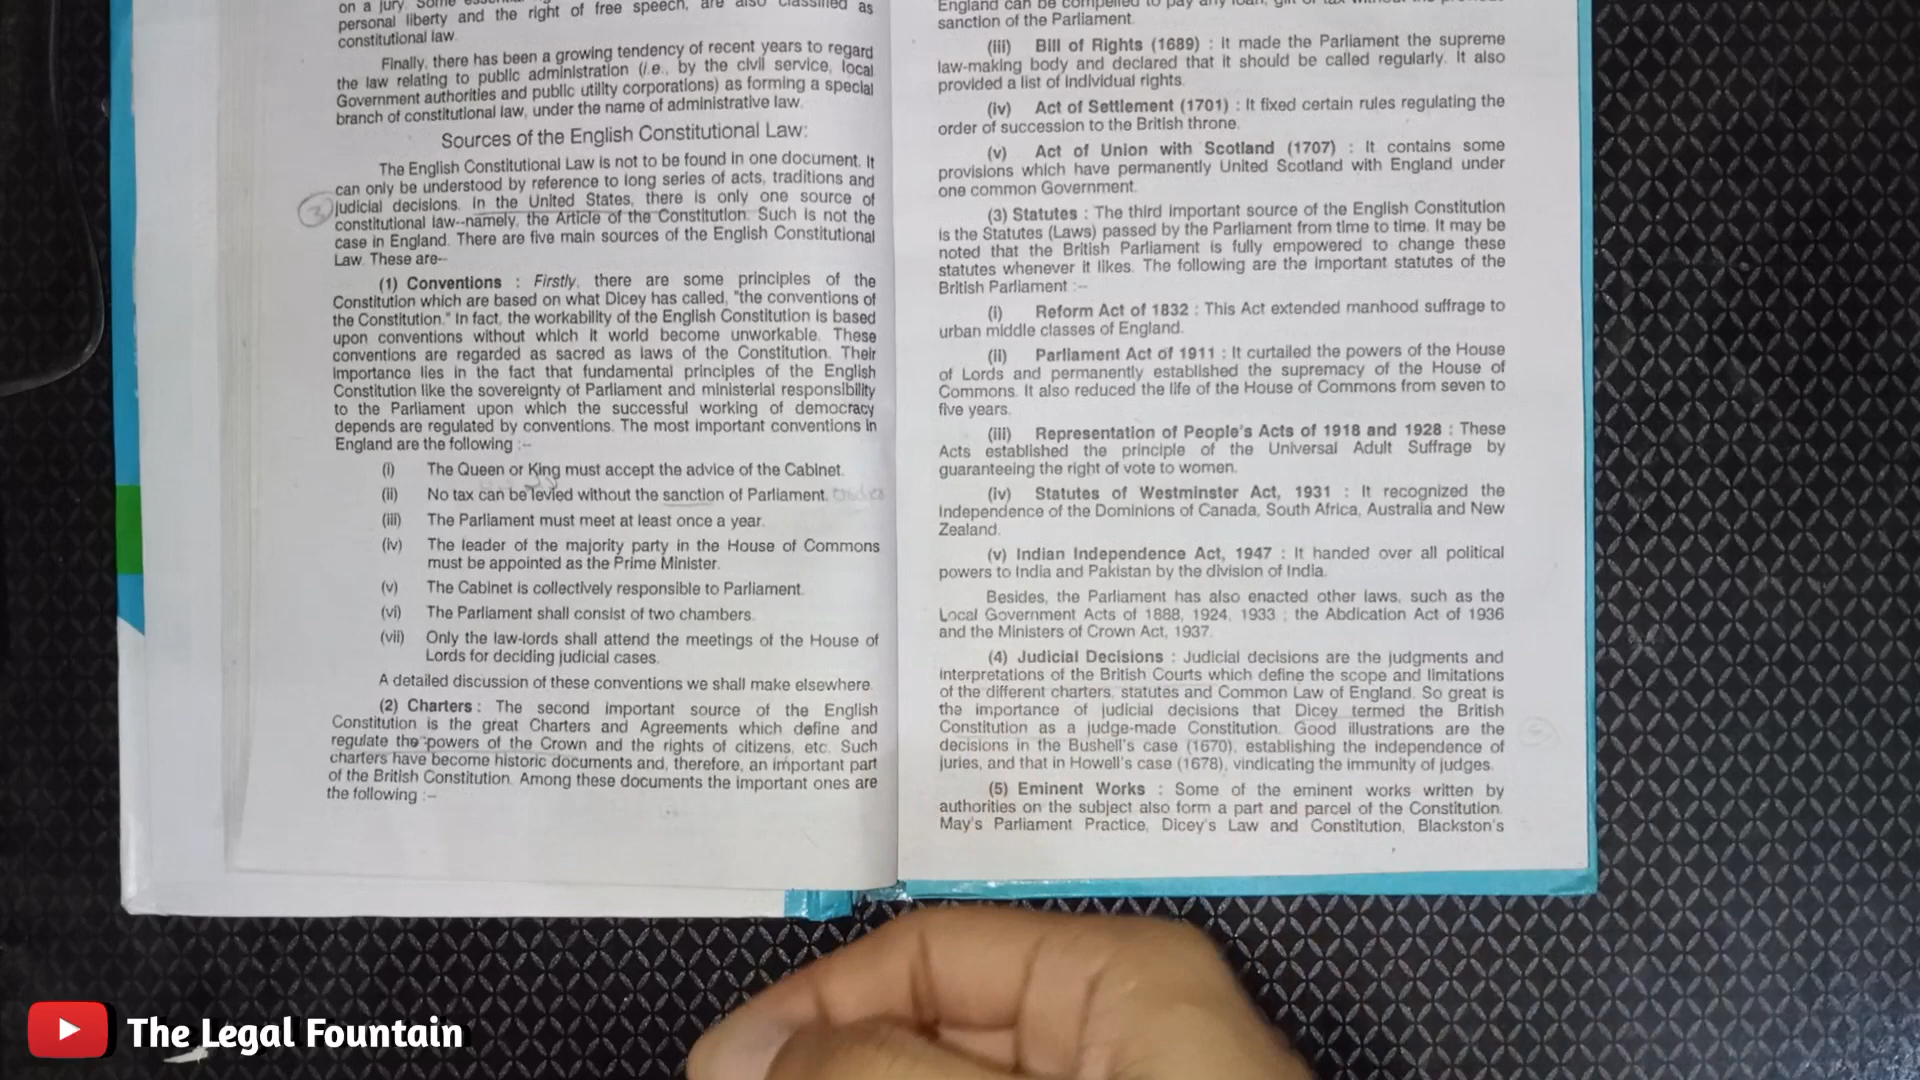 on a jury. Some
personal liberty and the right of free speech, are also classified as
constitutional law.
Finally, there has been a growing tendency of recent years to regard
the law relating to public administration (i.e., by the civil service, local
Government authorities and public utility corporations) as forming a special
branch of constitutional law, under the name of administrative law.
Sources of the English Constitutional Law:
The English Constitutional Law is not to be found in one document. It
can only be understood by reference to long series of acts, traditions and
judicial decisions. In the United States, there is only one source of
constitutional law--namely, the Article of the Constitution. Such is not the
case in England. There are five main sources of the English Constitutional
Law. These are--
(1) Conventions : Firstly, there are some principles of the
Constitution which are based on what Dicey has called, "the conventions of
the Constitution." In fact, the workability of the English Constitution is based
upon conventions without which it world become unworkable. These
conventions are regarded as sacred as laws of the Constitution. Their
importance lies in the fact that fundamental principles of the English
Constitution like the sovereignty of Parliament and ministerial responsibility
to the Parliament upon which the successful working of democracy
depends are regulated by conventions. The most important conventions in
England are the following :--
(i) The Queen or King must accept the advice of the Cabinet.
(ii) No tax can be levied without the sanction of Parliament.
(iii) The Parliament must meet at least once a year.
(iv) The leader of the majority party in the House of Commons
must be appointed as the Prime Minister.
(v) The Cabinet is collectively responsible to Parliament.
(vi) The Parliament shall consist of two chambers.
(vii) Only the law-lords shall attend the meetings of the House of
Lords for deciding judicial cases.
A detailed discussion of these conventions we shall make elsewhere.
(2) Charters : The second important source of the English
Constitution is the great Charters and Agreements which define and
regulate the powers of the Crown and the rights of citizens, etc. Such
charters have become historic documents and, therefore, an important part
of the British Constitution. Among these documents the important ones are
the following :--
England can be compelled to pay any loan, gift or tax without the
sanction of the Parliament.
(iii) Bill of Rights (1689) : It made the Parliament the supreme
law-making body and declared that it should be called regularly. It also
provided a list of individual rights.
(iv) Act of Settlement (1701) : It fixed certain rules regulating the
order of succession to the British throne.
(v) Act of Union with Scotland (1707) : It contains some
provisions which have permanently United Scotland with England under
one common Government.
(3) Statutes : The third important source of the English Constitution
is the Statutes (Laws) passed by the Parliament from time to time. It may be
noted that the British Parliament is fully empowered to change these
statutes whenever it likes. The following are the important statutes of the
British Parliament :--
(i) Reform Act of 1832 : This Act extended manhood suffrage to
urban middle classes of England.
(ii) Parliament Act of 1911 : It curtailed the powers of the House
of Lords and permanently established the supremacy of the House of
Commons. It also reduced the life of the House of Commons from seven to
five years.
(iii) Representation of People's Acts of 1918 and 1928 : These
Acts established the principle of the Universal Adult Suffrage by
guaranteeing the right of vote to women.
(iv) Statutes of Westminster Act, 1931 : It recognized the
Independence of the Dominions of Canada, South Africa, Australia and New
Zealand.
(v) Indian Independence Act, 1947 : It handed over all political
powers to India and Pakistan by the division of India.
Besides, the Parliament has also enacted other laws, such as the
Local Government Acts of 1888, 1924, 1933 ; the Abdication Act of 1936
and the Ministers of Crown Act, 1937.
(4) Judicial Decisions : Judicial decisions are the judgments and
interpretations of the British Courts which define the scope and limitations
of the different charters, statutes and Common Law of England. So great is
the importance of judicial decisions that Dicey termed the British
Constitution as a judge-made Constitution. Good illustrations are the
decisions in the Bushell's case (1670), establishing the independence of
juries, and that in Howell's case (1678), vindicating the immunity of judges.
(5) Eminent Works : Some of the eminent works written by
authorities on the subject also form a part and parcel of the Constitution.
May's Parliament Practice, Dicey's Law and Constitution, Blackston's
The Legal Fountain